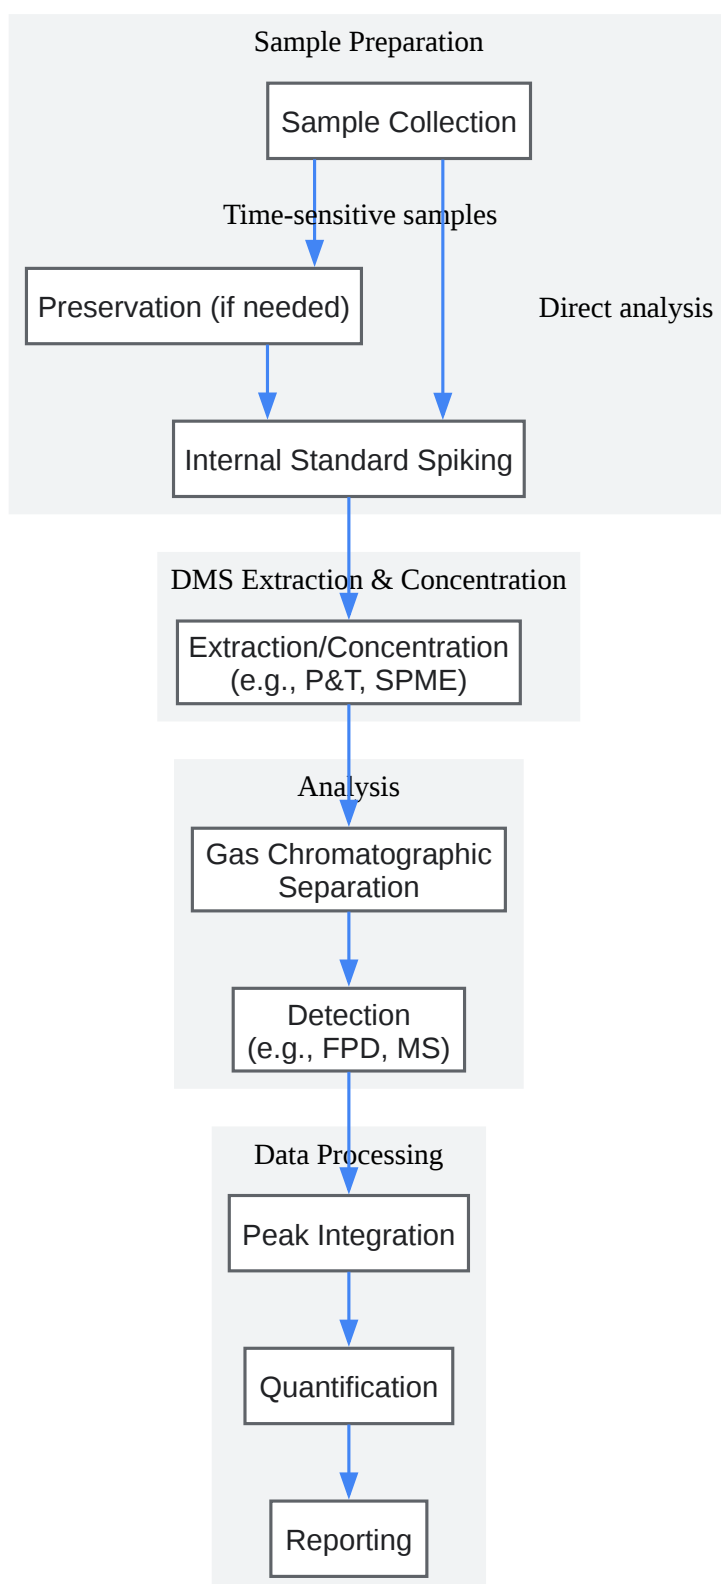 Sample Preparation
Sample Collection
Time-sensitive samples
Preservation (if needed)
Direct analysis
Internal Standard Spiking
DMS Extraction & Concentration
Extraction/Concentration
(e.g., P&T, SPME)
Analysis
Gas Chromatographic
Separation
Detection
(e.g., FPD, MS)
Data Processing
Peak Integration
Quantification
Reporting